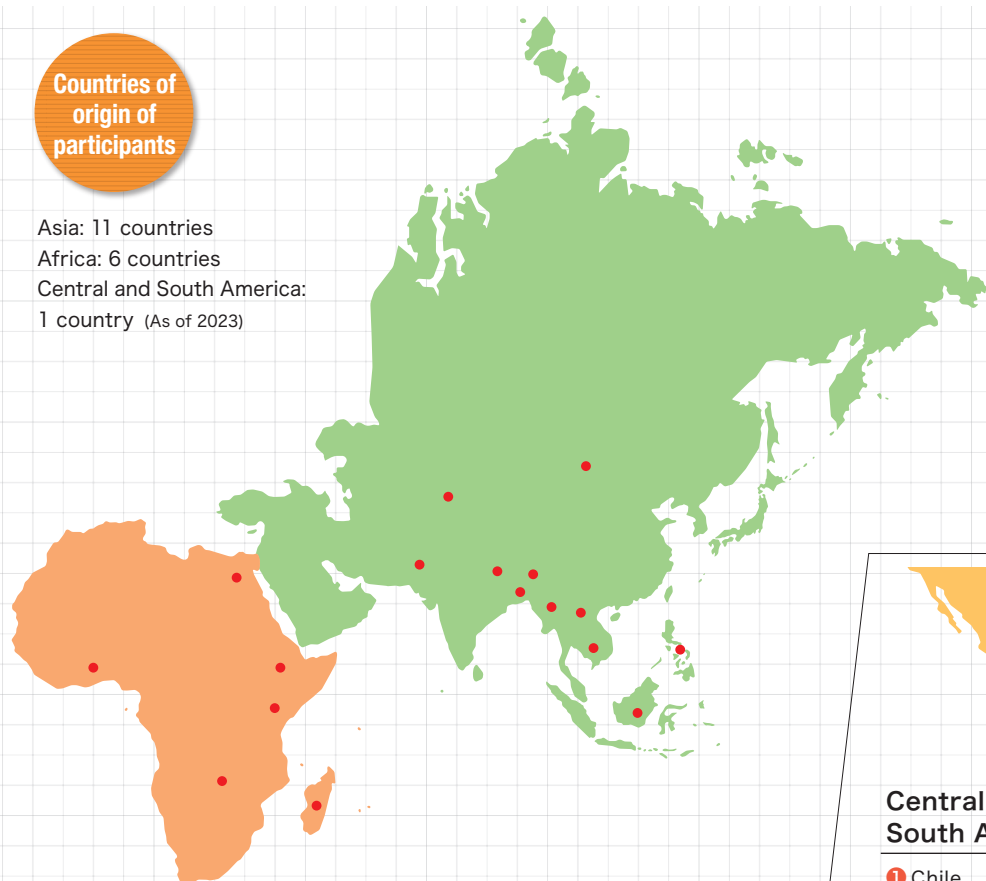 Countries of
origin of
participants
Asia: 11 countries
Africa: 6 countries
Central and South America:
1 country (As of 2023)
Central
South A
1 Chile